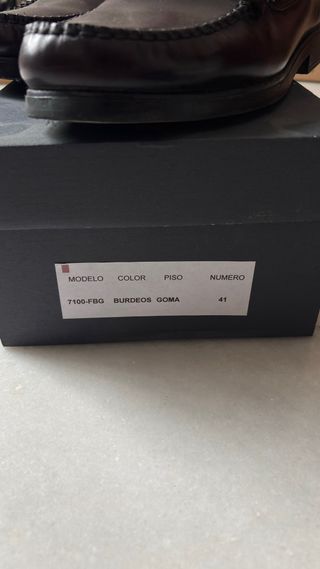 MODELO COLOR PISO NUMERO
7100-FBG BURDEOS GOMA 41